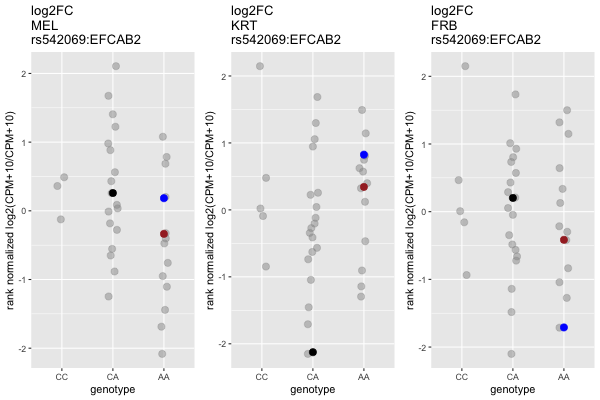 log2FC
MEL
rs542069:EFCAB2
rank normalized log2(CPM+10/CPM+10)
2
1
0
-1
-2
CC
CA
AA
genotype
log2FC
KRT
rs542069:EFCAB2
rank normalized log2(CPM+10/CPM+10)
2
1
0
-1
-2
CC
CA
AA
genotype
log2FC
FRB
rs542069:EFCAB2
rank normalized log2(CPM+10/CPM+10)
2
1
0
-1
-2
CC
CA
AA
genotype